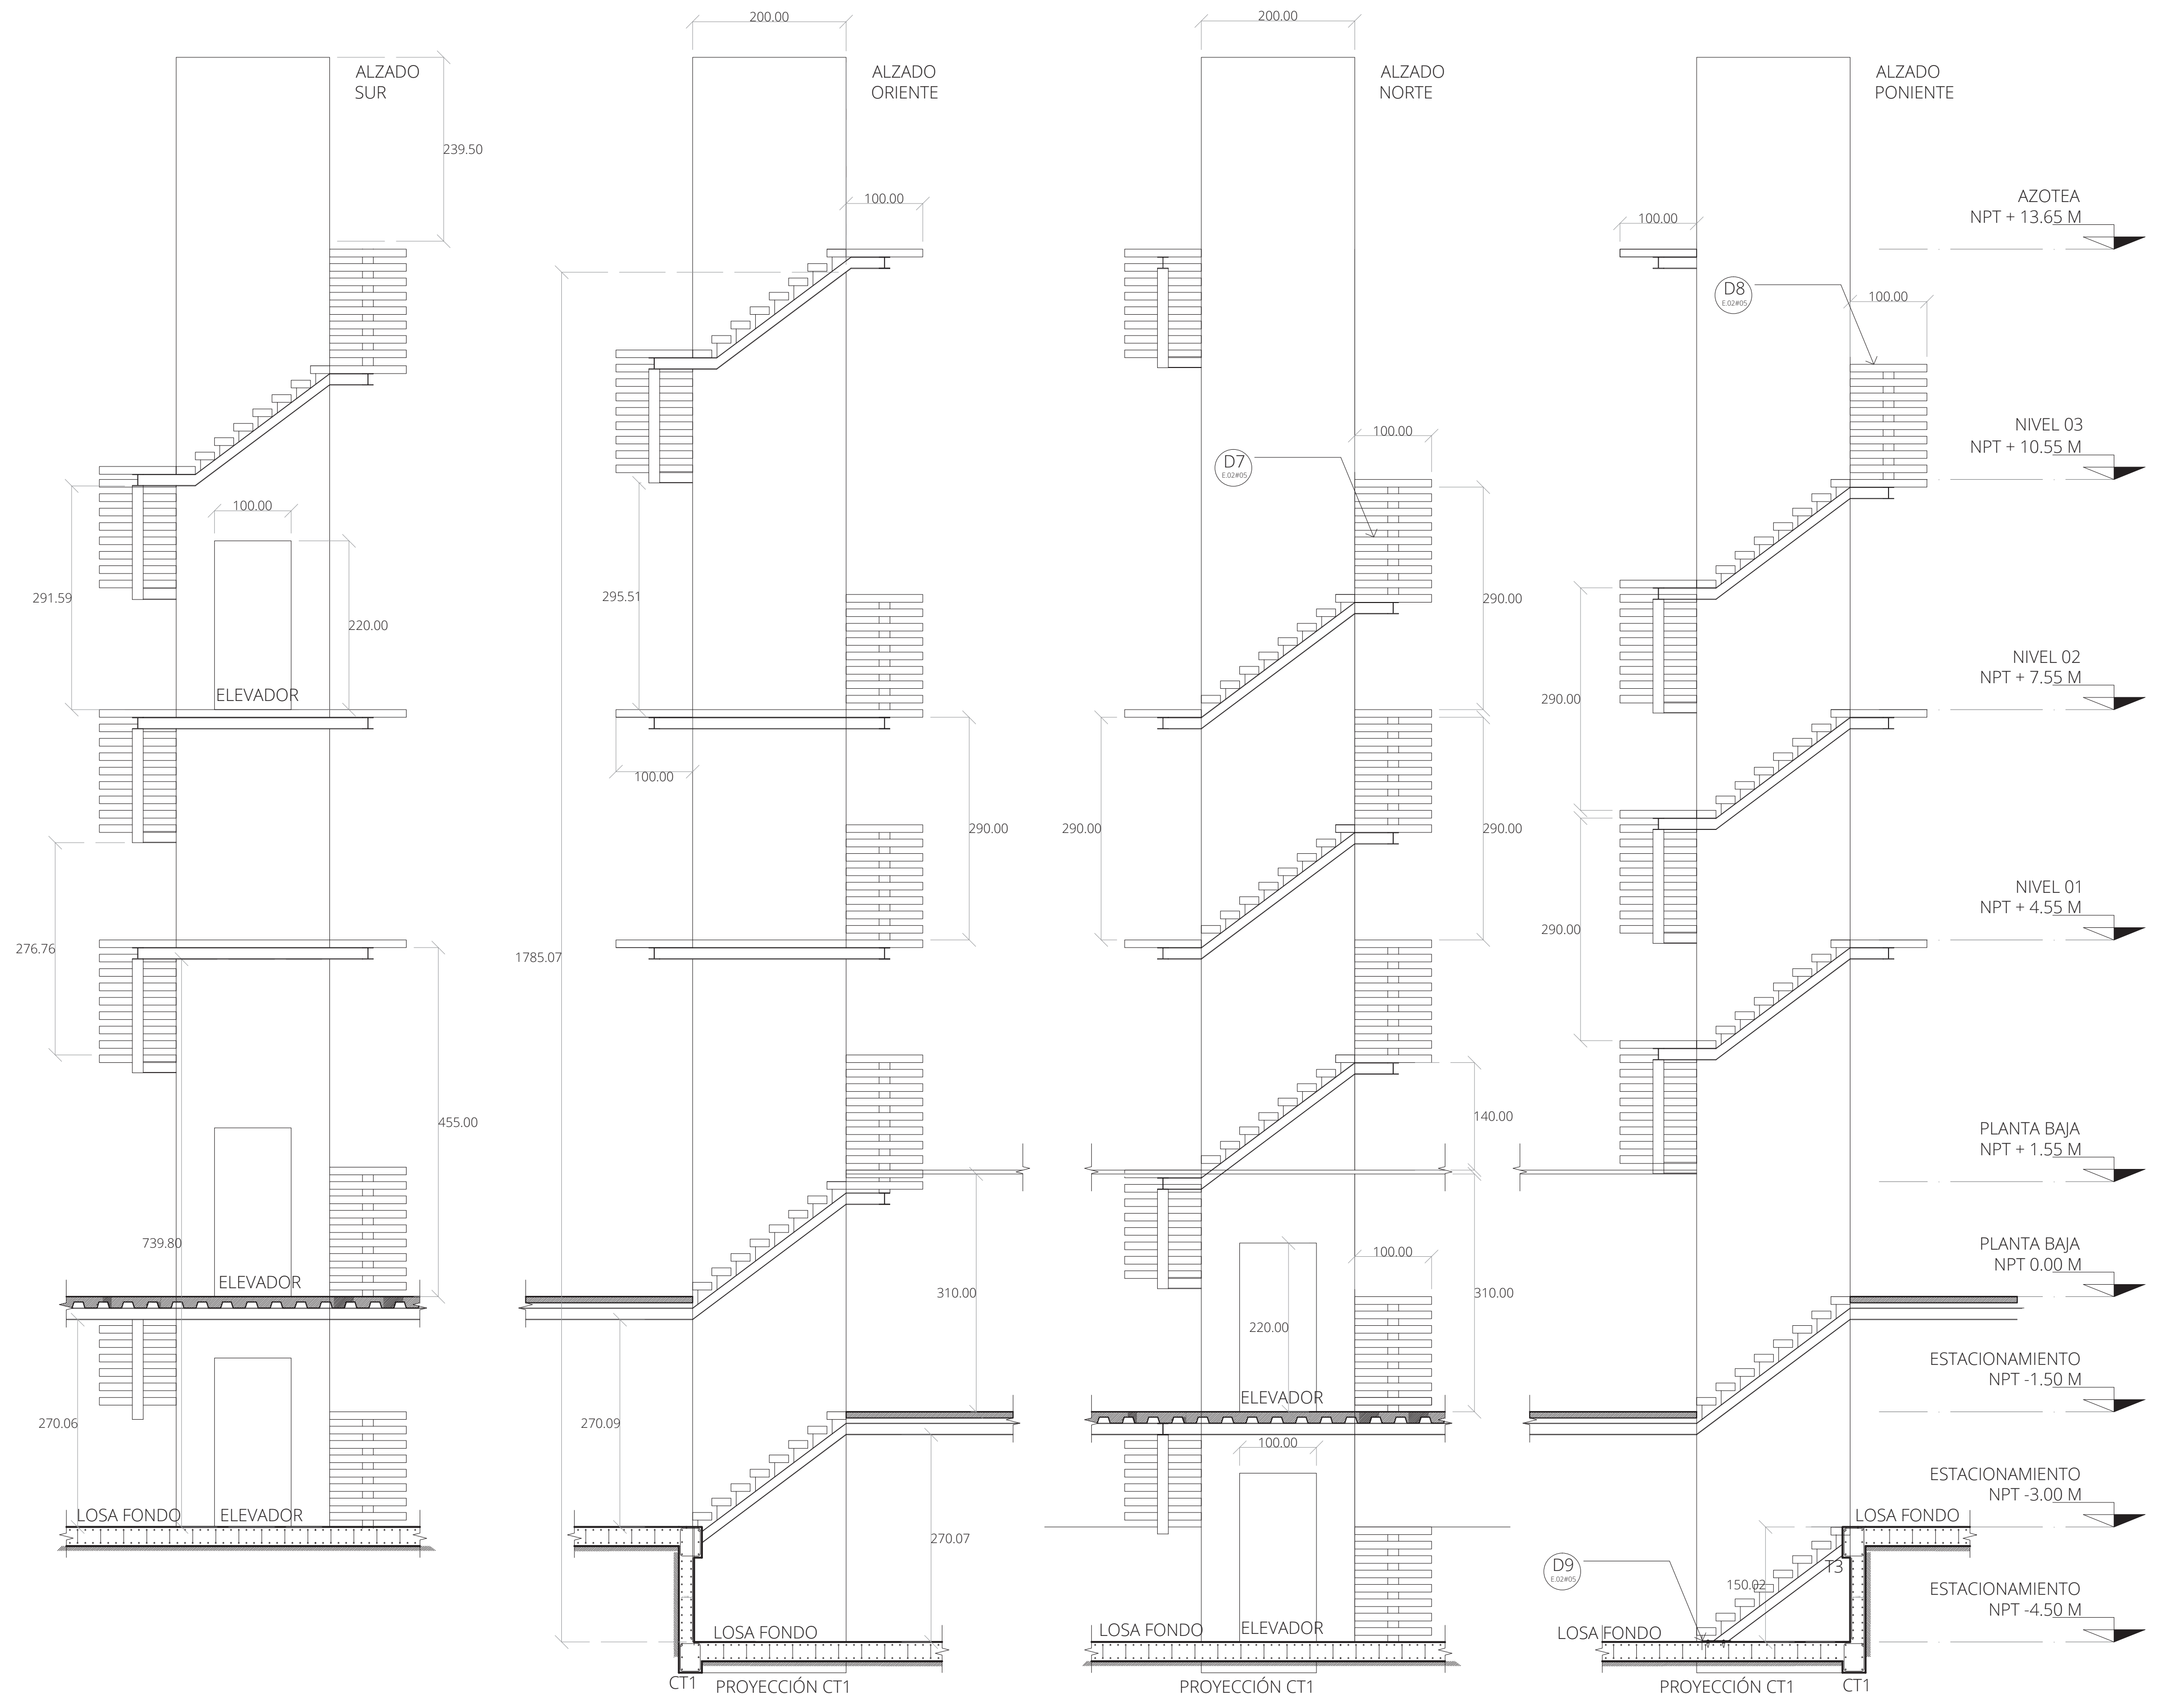 200.00
200.00
ALZADO
SUR
ALZADO
ORIENTE
ALZADO
NORTE
ALZADO
PONIENTE
239.50
100.00
100.00
AZOTEA
NPT + 13.65 M
D8
E.02#05
100.00
100.00
D7
E.02#05
NIVEL 03
NPT + 10.55 M
100.00
291.59
220.00
295.51
290.00
ELEVADOR
290.00
NIVEL 02
NPT + 7.55 M
100.00
290.00
290.00
290.00
276.76
1785.07
290.00
NIVEL 01
NPT + 4.55 M
455.00
140.00
PLANTA BAJA
NPT + 1.55 M
739.80
ELEVADOR
310.00
100.00
310.00
220.00
PLANTA BAJA
NPT 0.00 M
270.06
270.09
ELEVADOR
100.00
ESTACIONAMIENTO
NPT -1.50 M
LOSA FONDO
ELEVADOR
270.07
ESTACIONAMIENTO
NPT -3.00 M
LOSA FONDO
D9
E.02#05
150.02
T3
LOSA FONDO
LOSA FONDO
ELEVADOR
LOSA FONDO
ESTACIONAMIENTO
NPT -4.50 M
CT1
PROYECCIÓN CT1
PROYECCIÓN CT1
PROYECCIÓN CT1
CT1